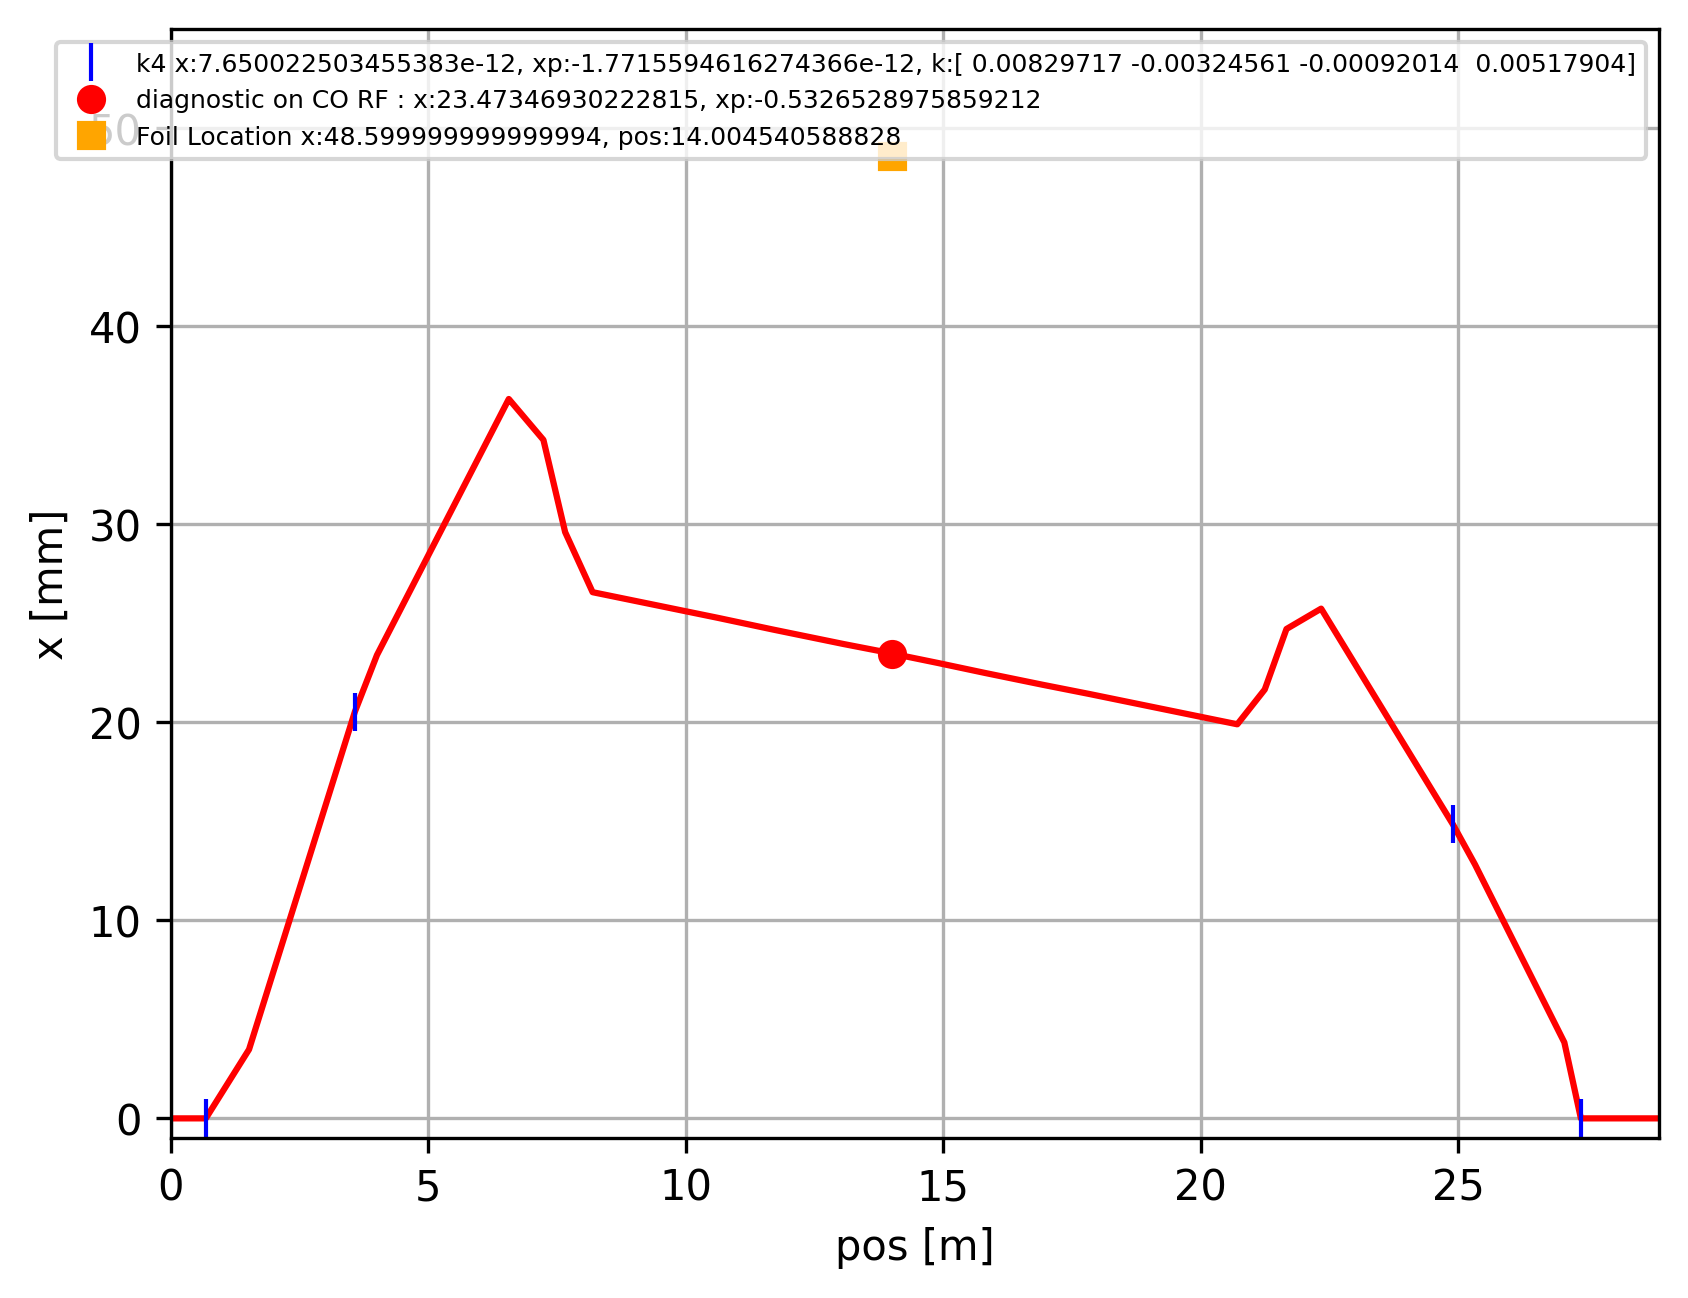 k4 x:7.650022503455383e-12, xp:-1.7715594616274366e-12, k:[ 0.00829717 -0.00324561 -0.00092014  0.00517904]
diagnostic on CO RF : x:23.47346930222815, xp:-0.5326528975859212
Foil Location x:48.599999999999994, pos:14.004540588828
50
40
30
20
10
0
x [mm]
0 5 10 15 20 25
pos [m]